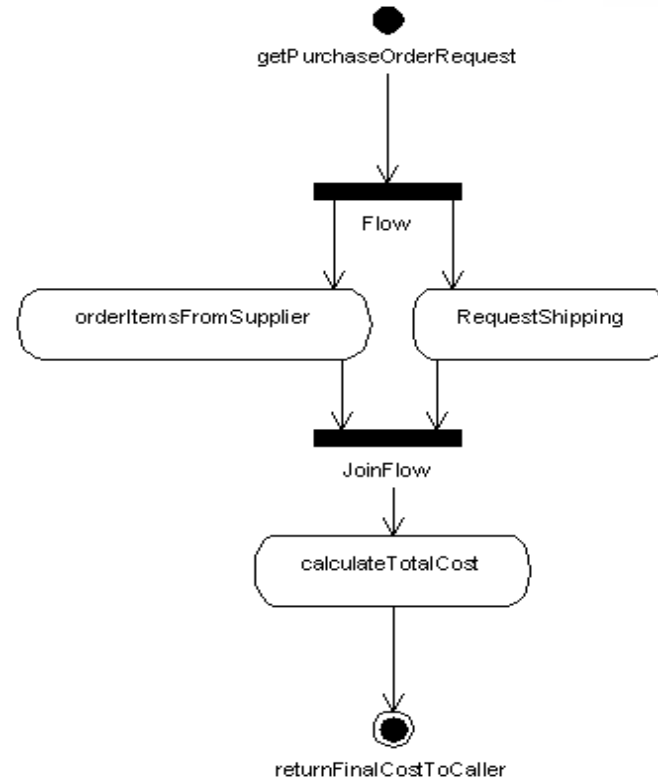 getPurchaseOrderRequest
Flow
orderItemsFromSupplier
RequestShipping
JoinFlow
calculateTotalCost
returnFinalCostToCaller